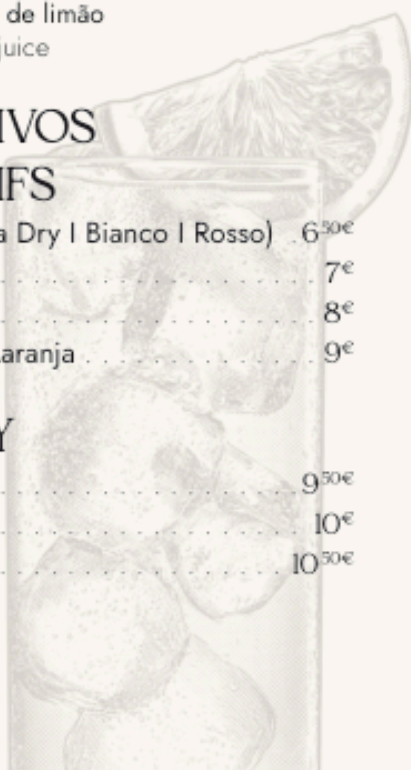 de limão
juice
IVOS
IFS
a Dry | Bianco | Rosso) . 6⁵⁰€
7€
8€
aranja 9€
Y
9⁵⁰€
10€
10⁵⁰€